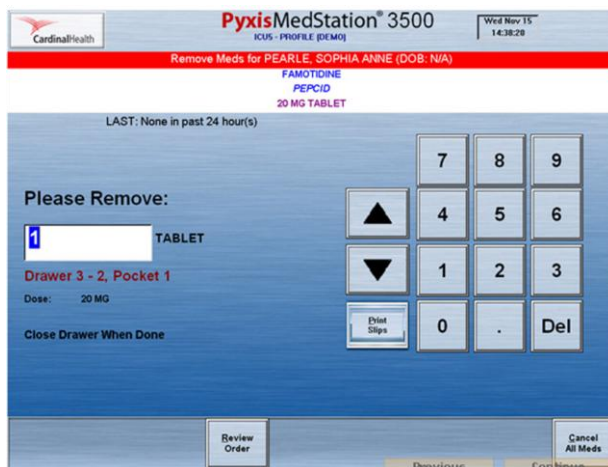 CardinalHealth
PyxisMedStation® 3500
ICU5 - PROFILE [DEMO]
Wed Nov 15
14:38:20
Remove Meds for PEARLE, SOPHIA ANNE (DOB: N/A)
FAMOTIDINE
PEPCID
20 MG TABLET
LAST: None in past 24 hour(s)
7 8 9
Please Remove:
4 5 6
1 TABLET
Drawer 3 - 2, Pocket 1
1 2 3
Dose: 20 MG
Print
Slips
0 . Del
Close Drawer When Done
Review
Order
Cancel
All Meds
Previous
Continue